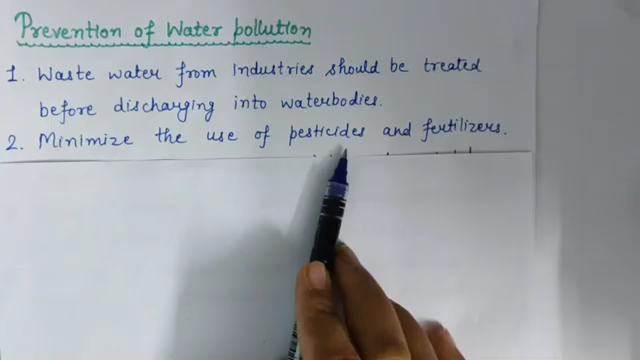 Prevention of Water pollution
1. Waste water from industries should be treated
before discharging into waterbodies.
2. Minimize the use of pesticides and fertilizers.